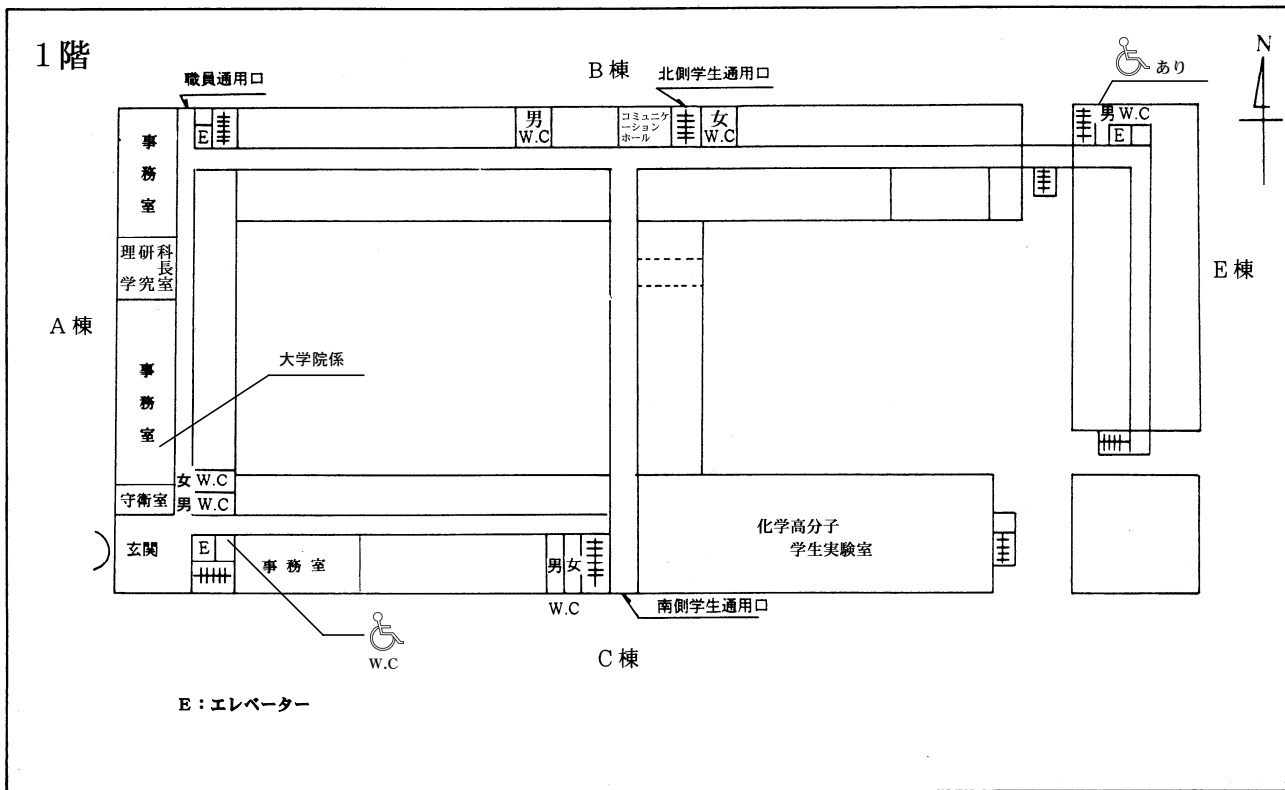 1階
N
B棟
職員通用口
北側学生通用口
あり
男
W.C
コミュニケ
ーション
ホール
女
W.C
男W.C
E
E
事
務
室
理研科
長
学究室
E棟
A棟
大学院係
事
務
室
女 W.C
守衛室
男 W.C
玄関
E
事務室
男
女
W.C
化学高分子
学生実験室
南側学生通用口
W.C
C棟
E:エレベーター